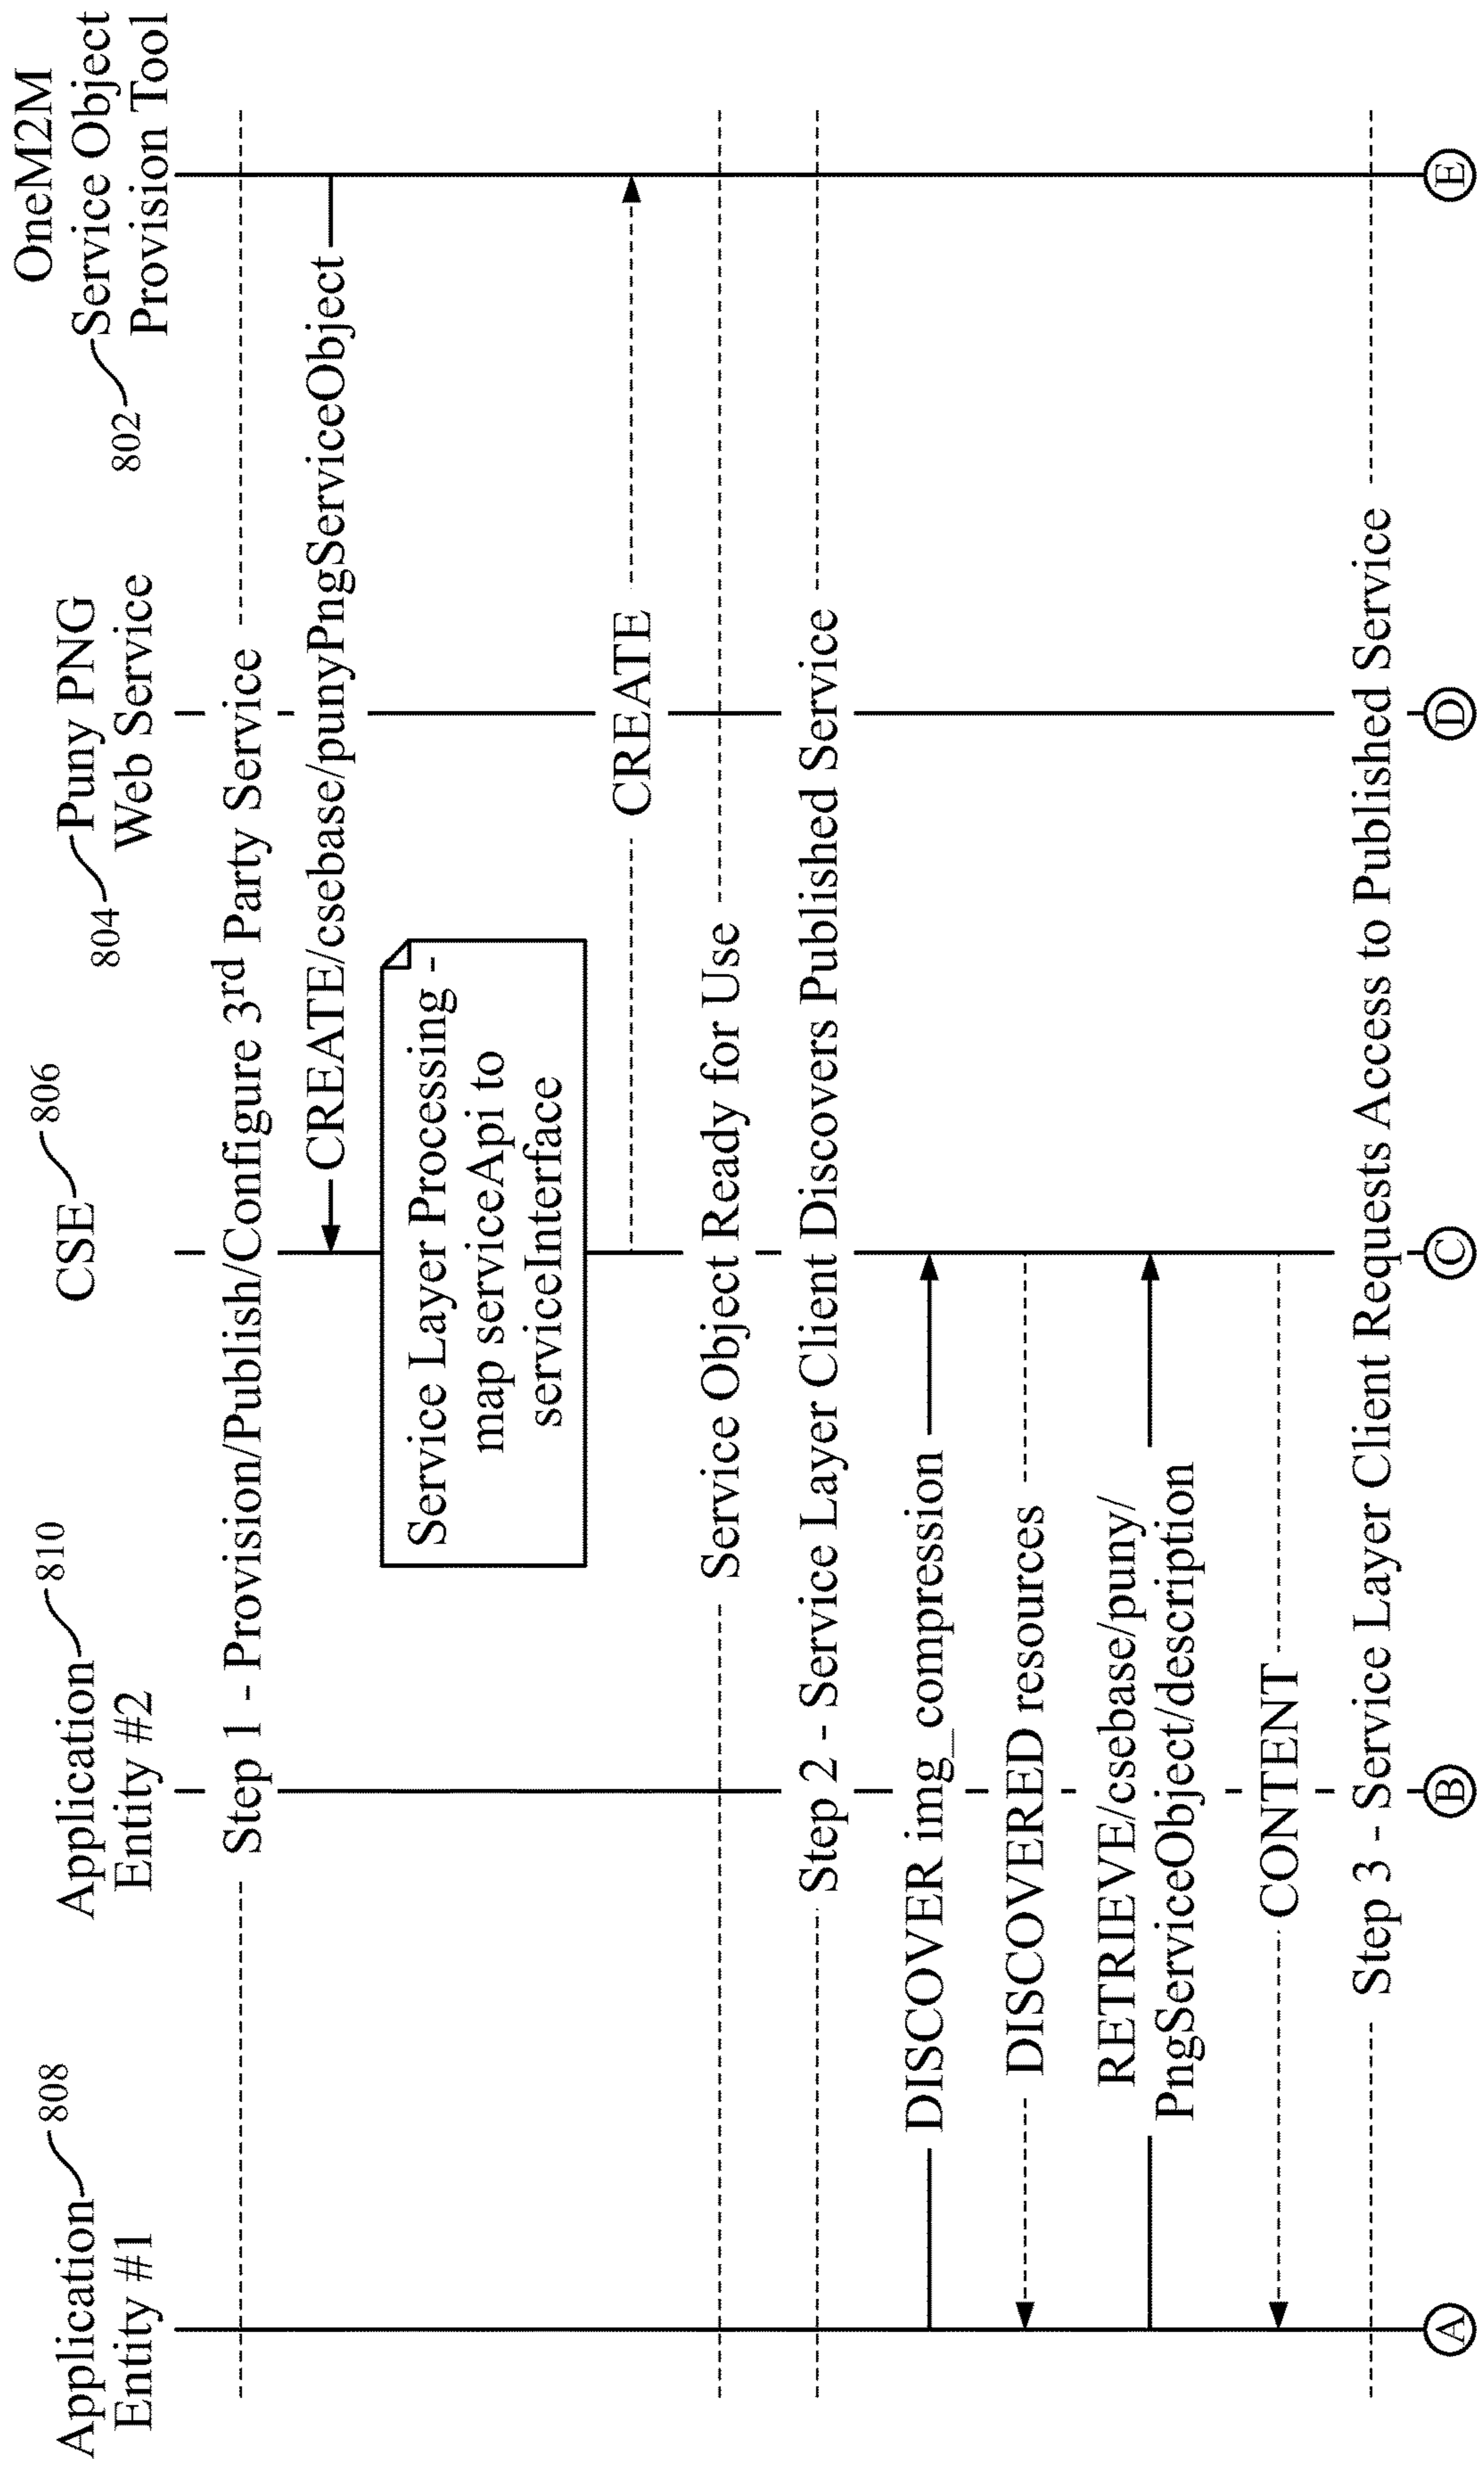 Application
Entity #1
808
Application
Entity #2
810
CSE
806
Puny PNG
Web Service
804
OneM2M
Service Object
Provision Tool
802
Step 1 - Provision/Publish/Configure 3rd Party Service
CREATE/csebase/punyPngServiceObject
Service Layer Processing -
map serviceApi to
serviceInterface
CREATE
Service Object Ready for Use
Step 2 - Service Layer Client Discovers Published Service
DISCOVER img_compression
DISCOVERED resources
RETRIEVE/csebase/puny/
PngServiceObject/description
CONTENT
Step 3 - Service Layer Client Requests Access to Published Service
A
B
C
D
E